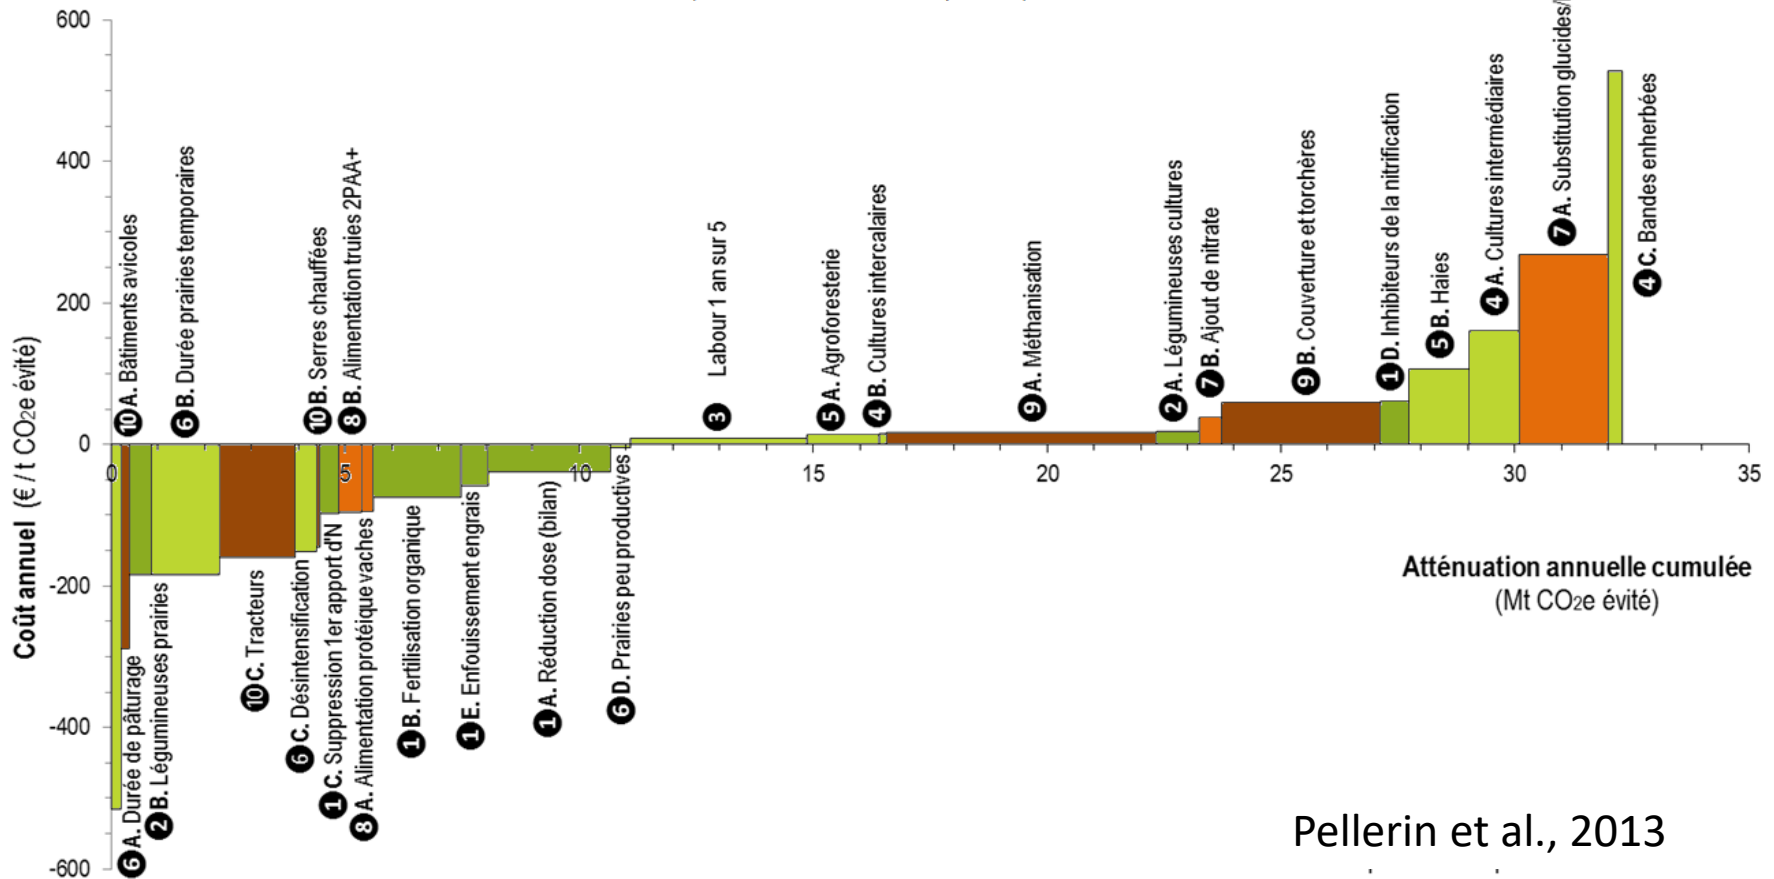 600
400
200
0
-200
-400
-600
Coût annuel (€ / t CO2e évité)
0
5
10
15
20
25
30
35
Atténuation annuelle cumulée
(Mt CO2e évité)
6 A. Durée de pâturage
10 A. Bâtiments avicoles
2 B. Légumineuses prairies
6 B. Durée prairies temporaires
10 C. Tracteurs
6 C. Désintensification
10 B. Serres chauffées
1 C. Suppression 1er apport d'N
8 B. Alimentation truies 2PAA+
8 A. Alimentation protéique vaches
1 B. Fertilisation organique
1 E. Enfouissement engrais
1 A. Réduction dose (bilan)
6 D. Prairies peu productives
3 Labour 1 an sur 5
5 A. Agroforesterie
4 B. Cultures intercalaires
9 A. Méthanisation
2 A. Légumineuses cultures
7 B. Ajout de nitrate
9 B. Couverture et torchères
1 D. Inhibiteurs de la nitrification
5 B. Haies
4 A. Cultures intermédiaires
7 A. Substitution glucides/
4 C. Bandes enherbées
Pellerin et al., 2013